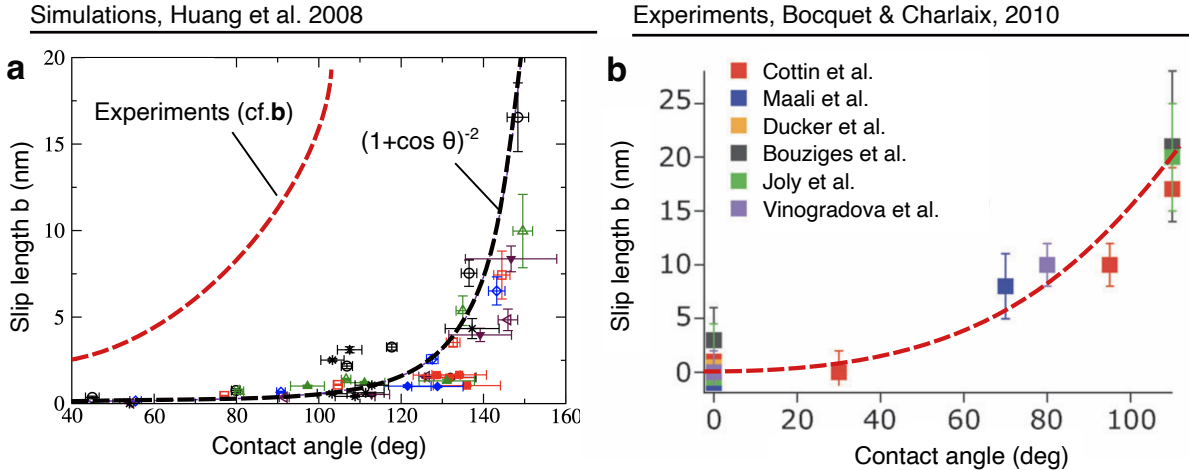 Simulations, Huang et al. 2008
Experiments, Bocquet & Charlaix, 2010
a
20
15
10
5
0
Slip length b (nm)
Experiments (cf.b)
(1+cos θ)-2
40
60
80
100
120
140
160
Contact angle (deg)
b
Cottin et al.
Maali et al.
Ducker et al.
Bouziges et al.
Joly et al.
Vinogradova et al.
25
20
15
10
5
0
Slip length b (nm)
0
20
40
60
80
100
Contact angle (deg)